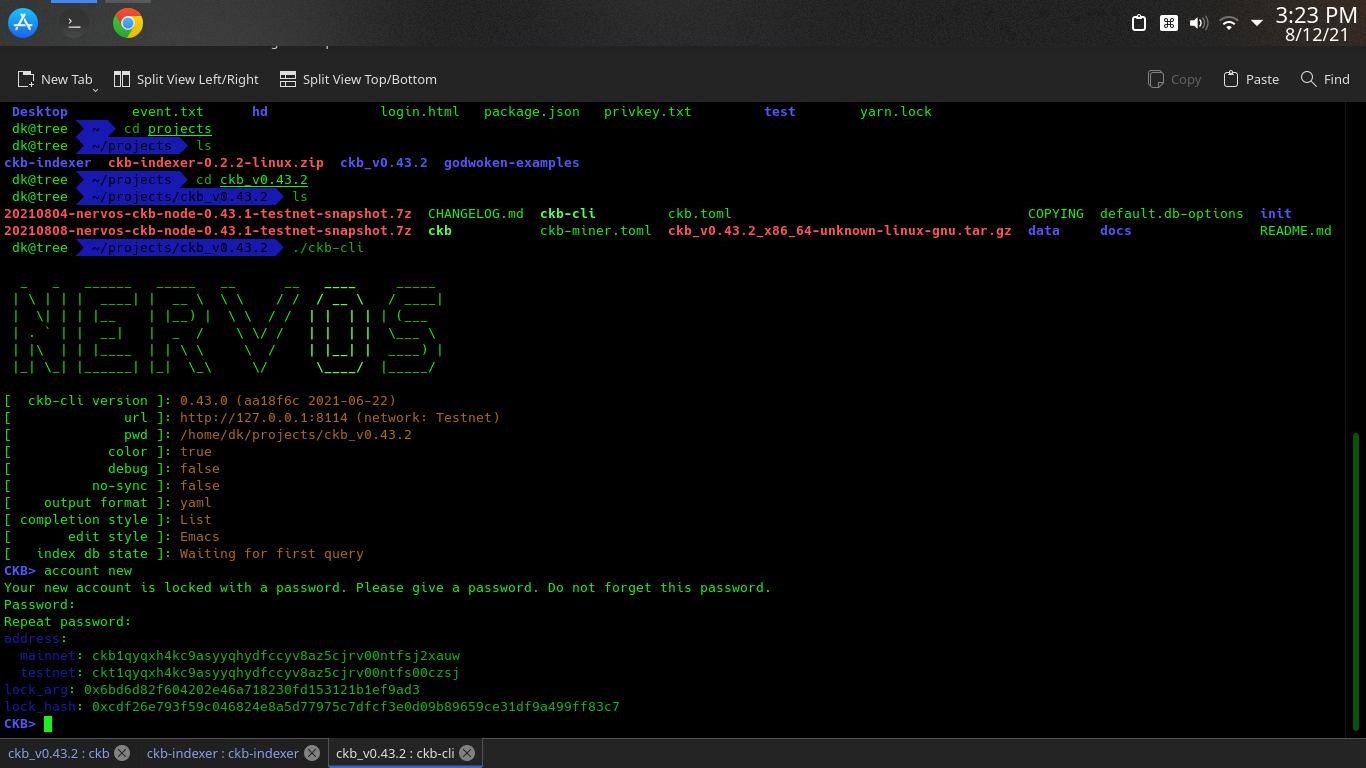 3:23 PM
8/12/21
New Tab Split View Left/Right Split View Top/Bottom Copy Paste Find
Desktop event.txt hd login.html package.json privkey.txt test yarn.lock
dk@tree ~ cd projects
dk@tree ~/projects ls
ckb-indexer ckb-indexer-0.2.2-linux.zip ckb_v0.43.2 godwoken-examples
dk@tree ~/projects cd ckb_v0.43.2
dk@tree ~/projects/ckb_v0.43.2 ls
20210804-nervos-ckb-node-0.43.1-testnet-snapshot.7z CHANGELOG.md ckb-cli ckb.toml COPYING default.db-options init
20210808-nervos-ckb-node-0.43.1-testnet-snapshot.7z ckb ckb-miner.toml ckb_v0.43.2_x86_64-unknown-linux-gnu.tar.gz data docs README.md
dk@tree ~/projects/ckb_v0.43.2 ./ckb-cli
NERVOS
[ ckb-cli version ]: 0.43.0 (aa18f6c 2021-06-22)
[ url ]: http://127.0.0.1:8114 (network: Testnet)
[ pwd ]: /home/dk/projects/ckb_v0.43.2
[ color ]: true
[ debug ]: false
[ no-sync ]: false
[ output format ]: yaml
[ completion style ]: List
[ edit style ]: Emacs
[ index db state ]: Waiting for first query
CKB> account new
Your new account is locked with a password. Please give a password. Do not forget this password.
Password:
Repeat password:
address:
mainnet: ckb1qyqxh4kc9asyyqhydfccyv8az5cjrv00ntfsj2xauw
testnet: ckt1qyqxh4kc9asyyqhydfccyv8az5cjrv00ntfs00czsj
lock_arg: 0x6bd6d82f604202e46a718230fd153121b1ef9ad3
lock_hash: 0xcdf26e793f59c046824e8a5d77975c7dfcf3e0d09b89659ce31df9a499ff83c7
CKB>
ckb_v0.43.2 : ckb ckb-indexer : ckb-indexer ckb_v0.43.2 : ckb-cli